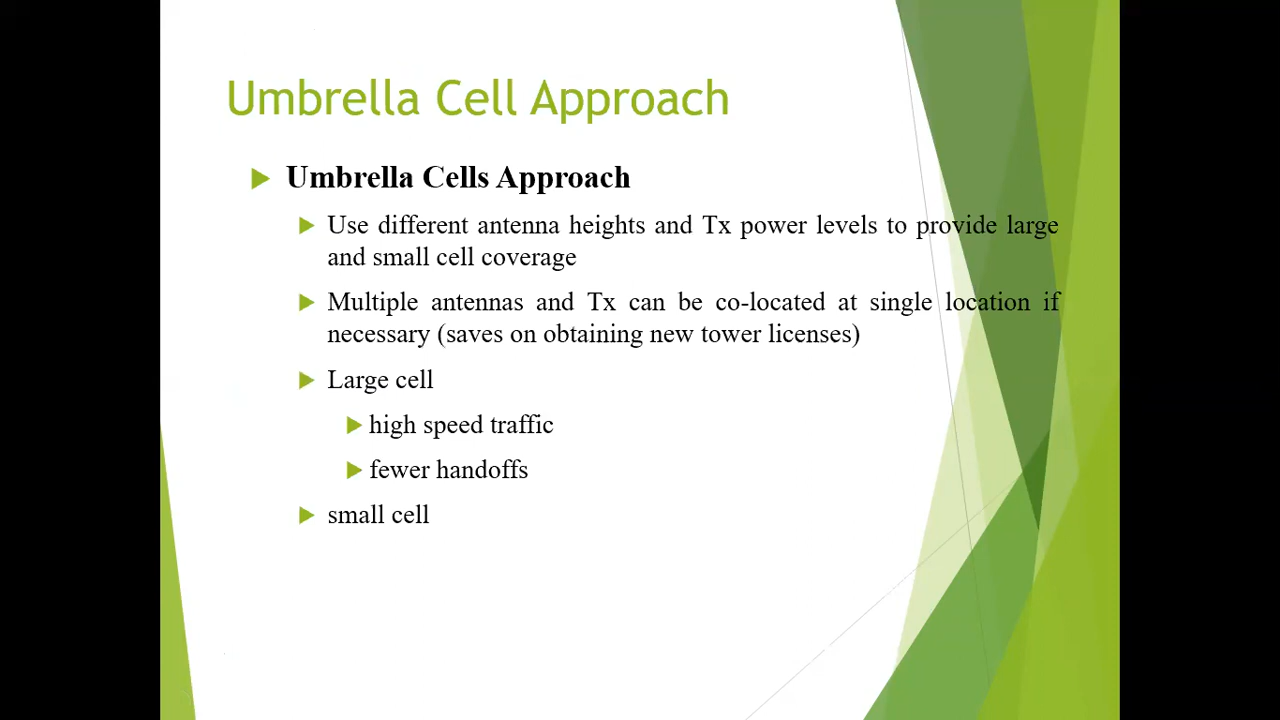 Umbrella Cell Approach
Umbrella Cells Approach
Use different antenna heights and Tx power levels to provide large
and small cell coverage
Multiple antennas and Tx can be co-located at single location if
necessary (saves on obtaining new tower licenses)
Large cell
high speed traffic
fewer handoffs
small cell